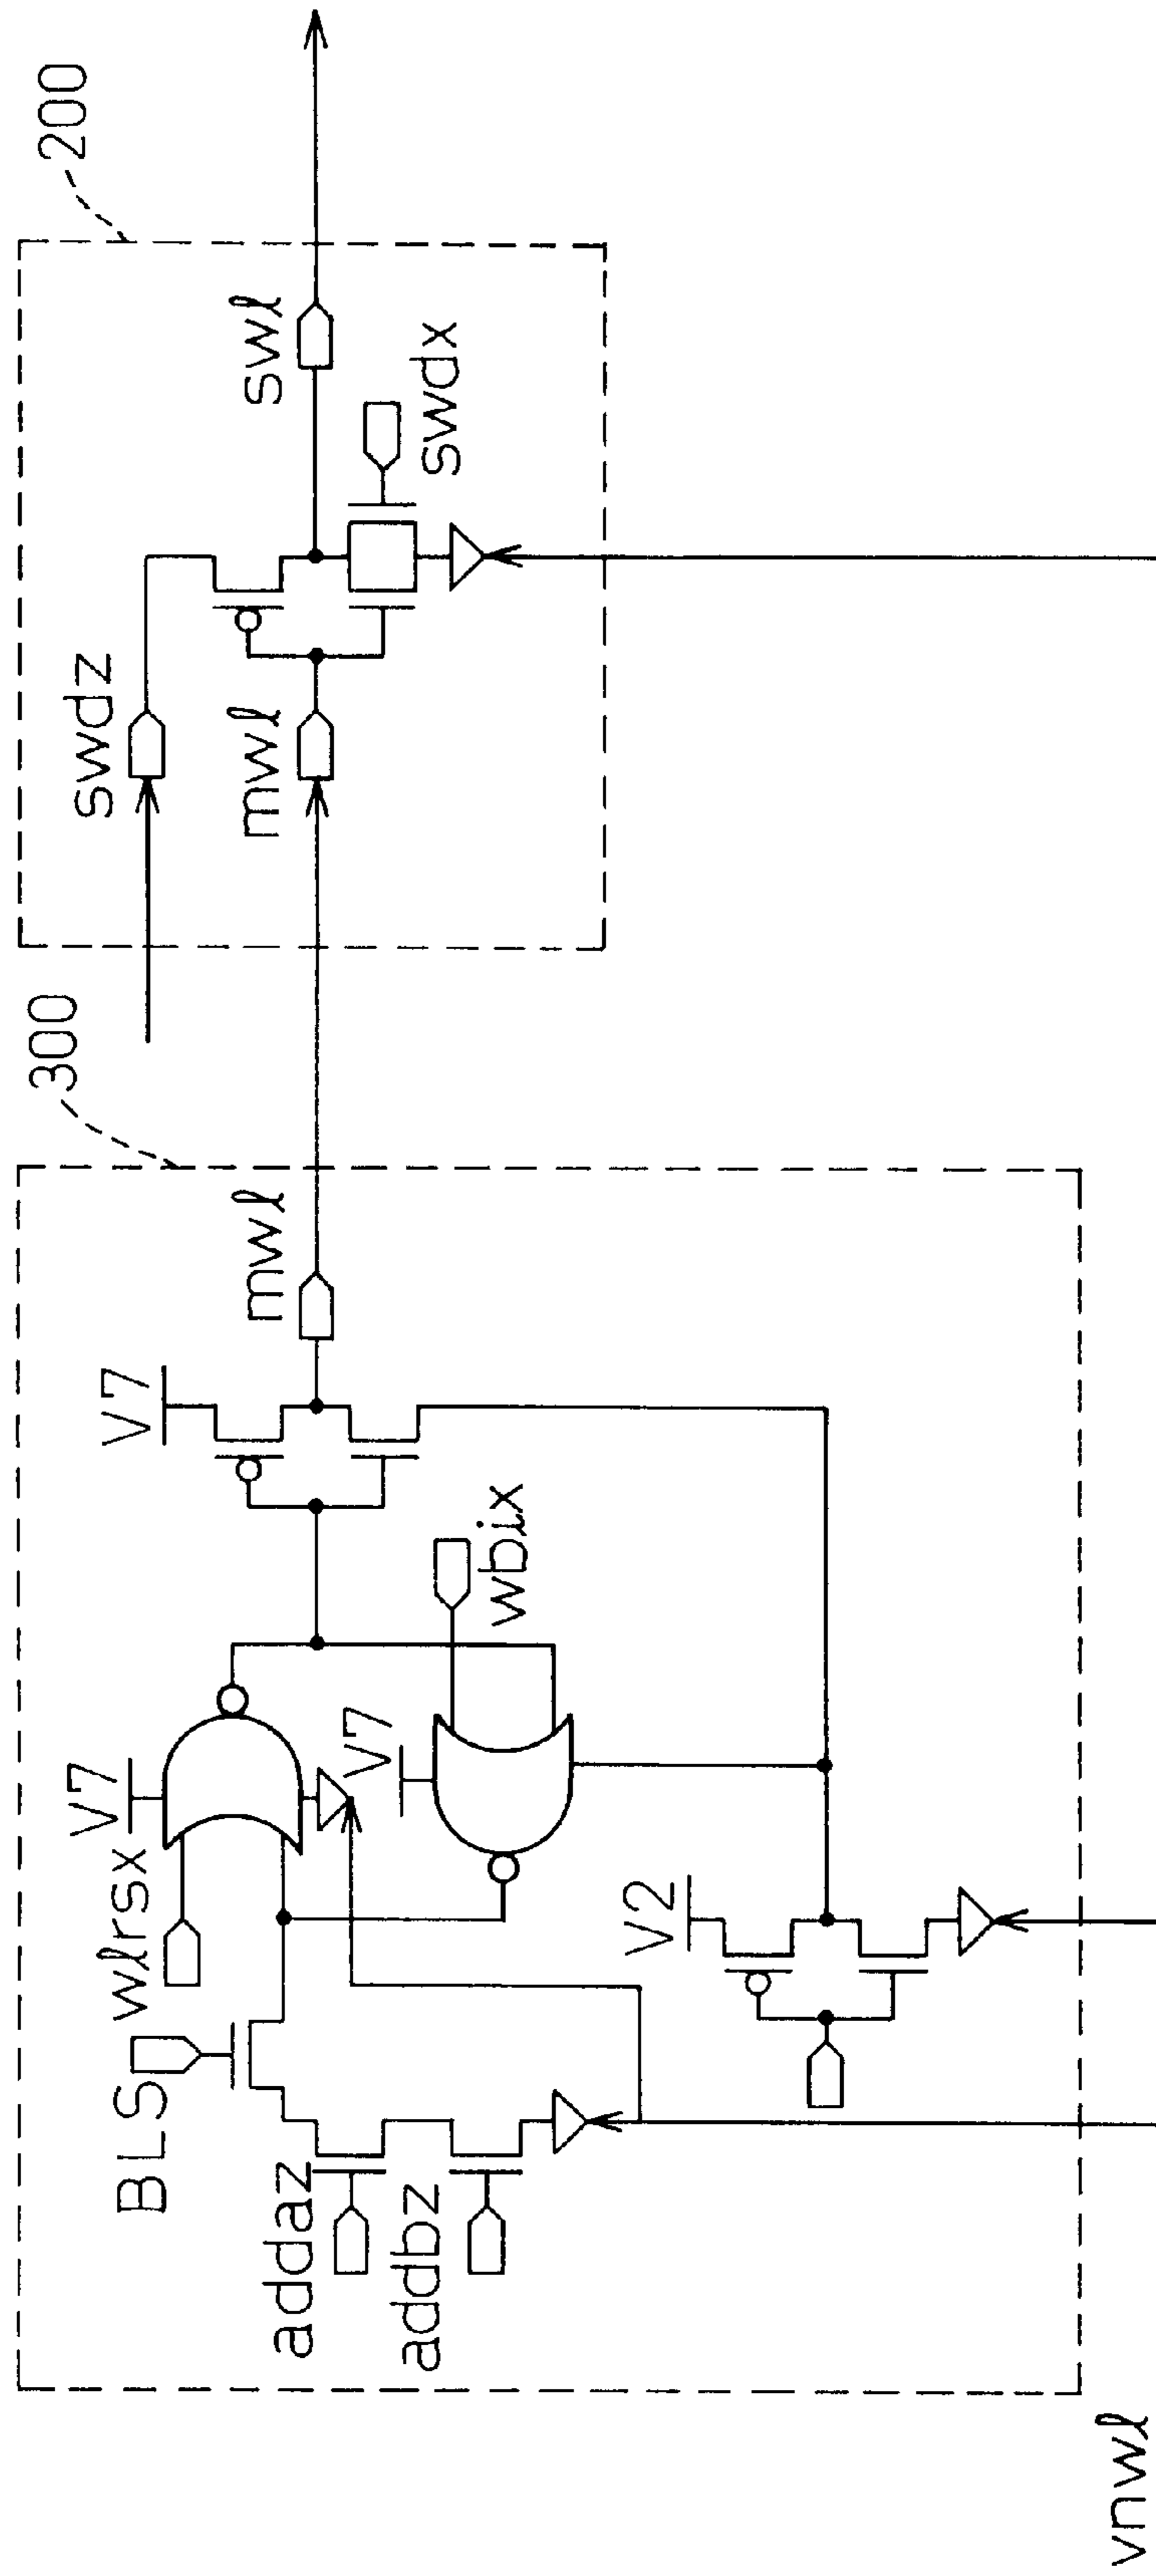 300
200
swdz
swl
mwl
swdx
mwl
V7
wbix
V7
V7
wlrsx
BLS
addaz
addbz
V2
vnwl